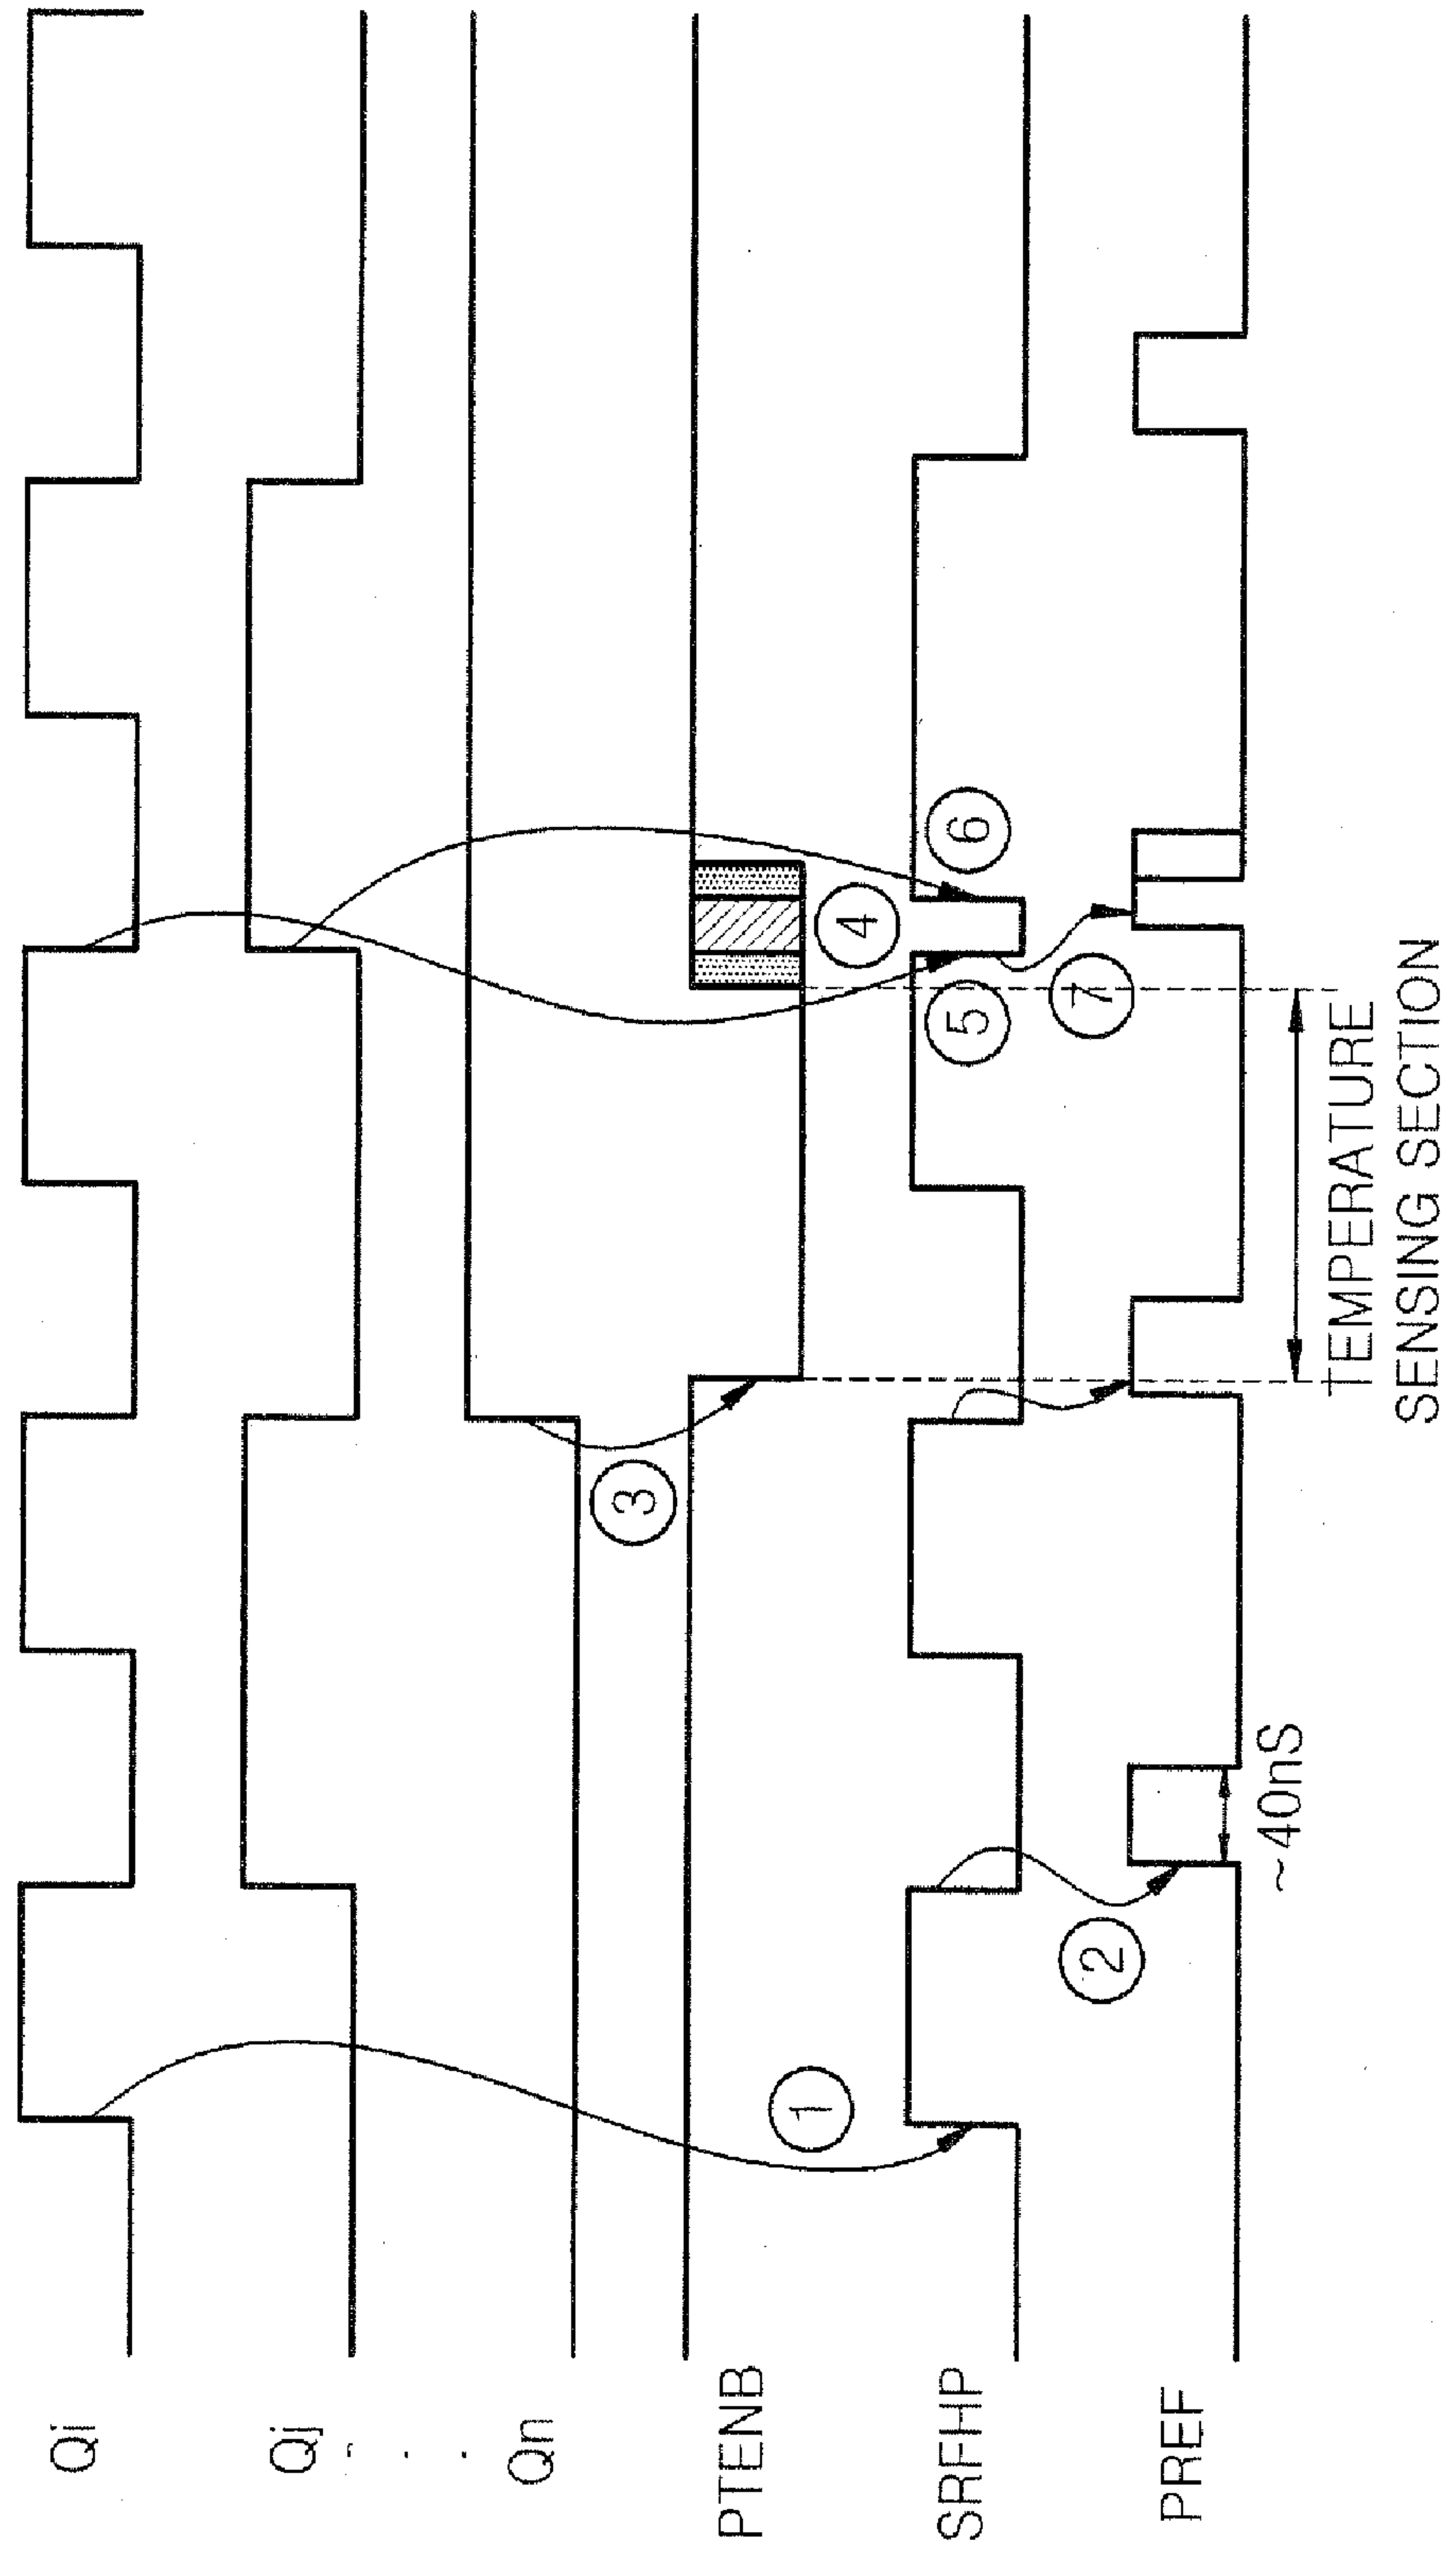 Qi
Qj
Qn
PTENB
SRFHP
PREF
1
2
3
4
5
6
7
~40nS
TEMPERATURE
SENSING SECTION